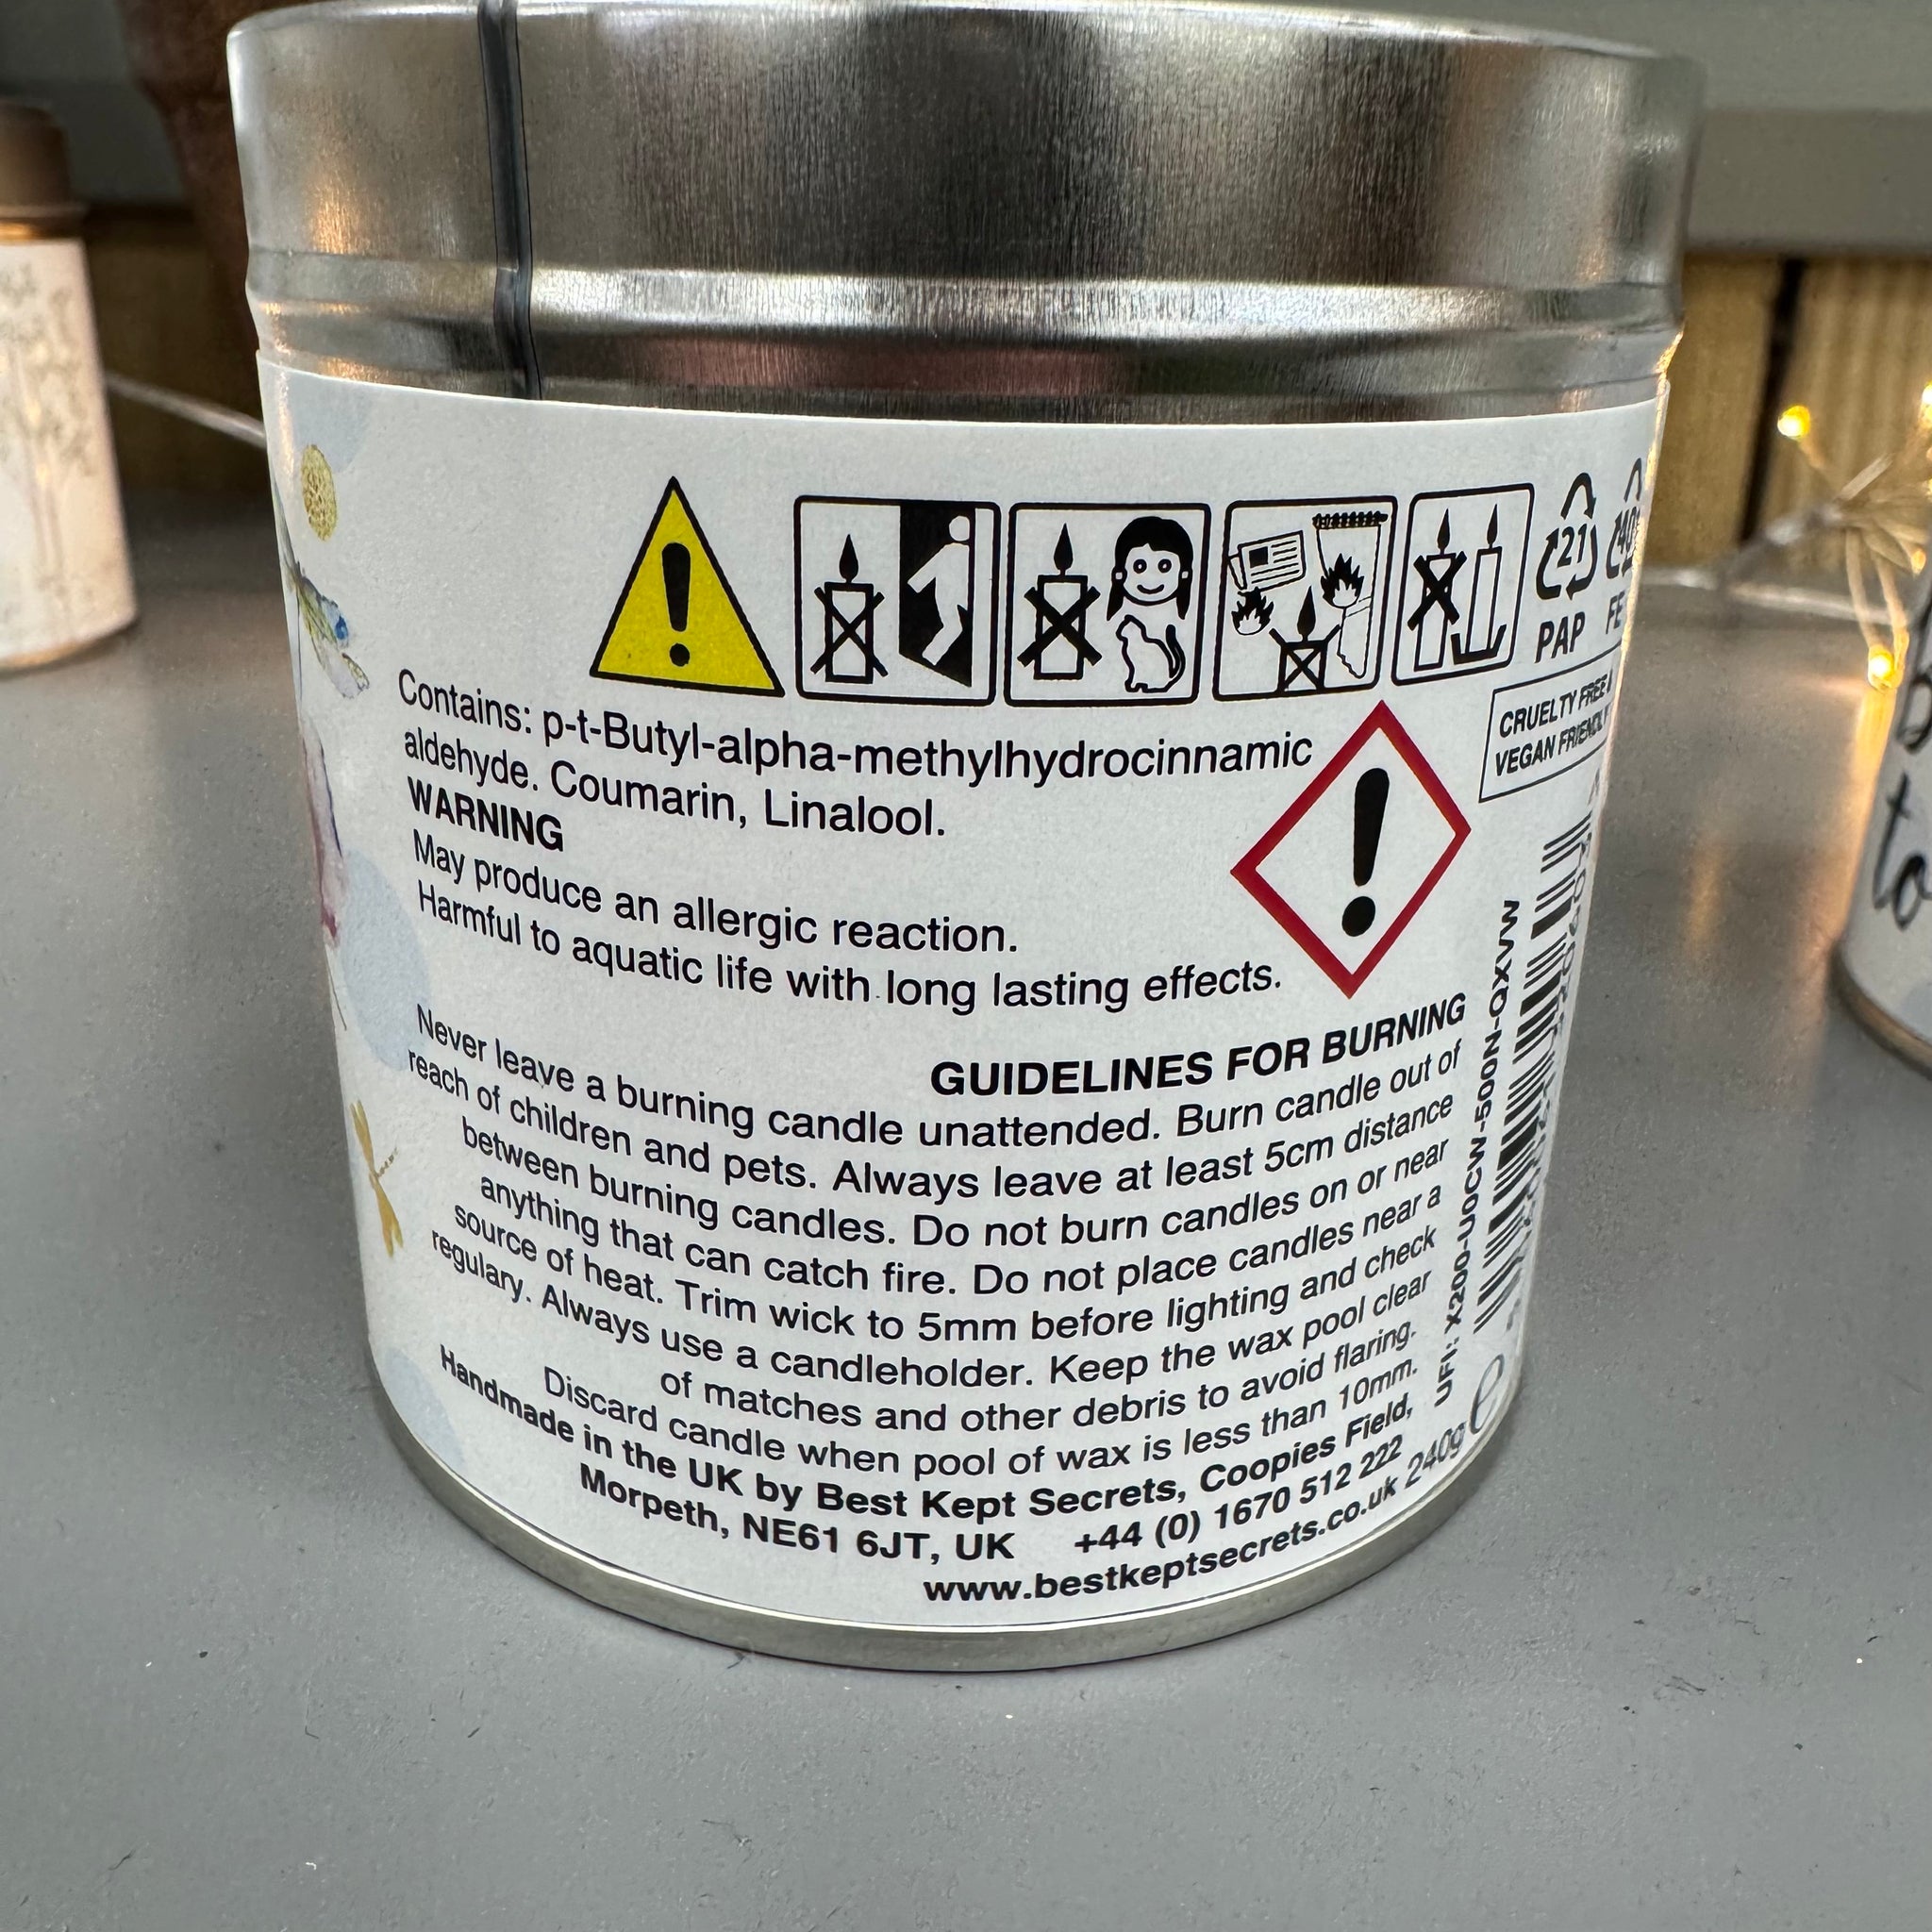 21
PAP
CRUELTY FREE
VEGAN FRIENDLY
Contains: p-t-Butyl-alpha-methylhydrocinnamic
aldehyde. Coumarin, Linalool.
WARNING
May produce an allergic reaction.
Harmful to aquatic life with long lasting effects.
GUIDELINES FOR BURNING
Never leave a burning candle unattended. Burn candle out of
reach of children and pets. Always leave at least 5cm distance
between burning candles. Do not burn candles on or near
anything that can catch fire. Do not place candles near a
source of heat. Trim wick to 5mm before lighting and check
regulary. Always use a candleholder. Keep the wax pool clear
of matches and other debris to avoid flaring.
Discard candle when pool of wax is less than 10mm.
Handmade in the UK by Best Kept Secrets, Coopies Field,
Morpeth, NE61 6JT, UK +44 (0) 1670 512 222
www.bestkeptsecrets.co.uk
240g e
UFI: X200-U0CW-500N-QXVW
to